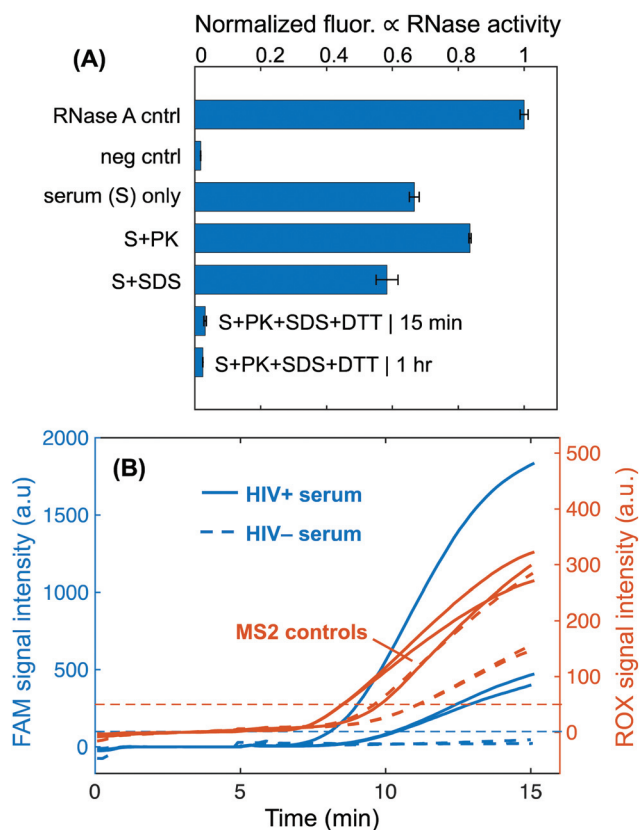 Normalized fluor. ∝ RNase activity
(A)
0 0.2 0.4 0.6 0.8 1
RNase A cntrl
neg cntrl
serum (S) only
S+PK
S+SDS
S+PK+SDS+DTT | 15 min
S+PK+SDS+DTT | 1 hr
(B)
FAM signal intensity (a.u)
2000
1500
1000
500
0
HIV+ serum
HIV– serum
MS2 controls
500
400
300
200
100
0
ROX signal intensity (a.u.)
0 5 10 15
Time (min)